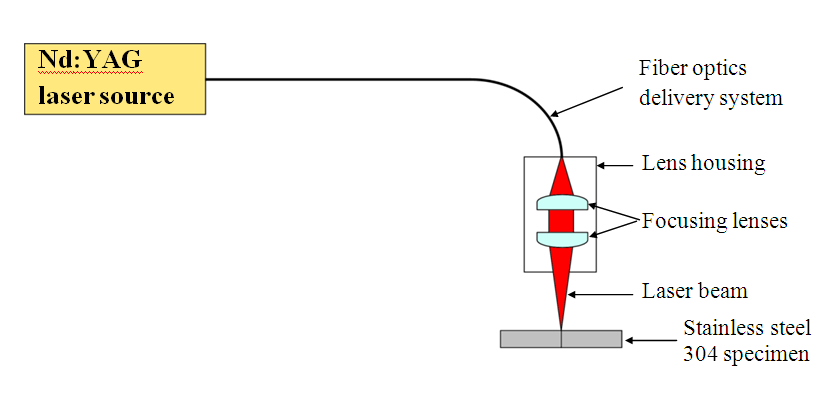 Nd:YAG
laser source
Fiber optics
delivery system
Lens housing
Focusing lenses
Laser beam
Stainless steel
304 specimen